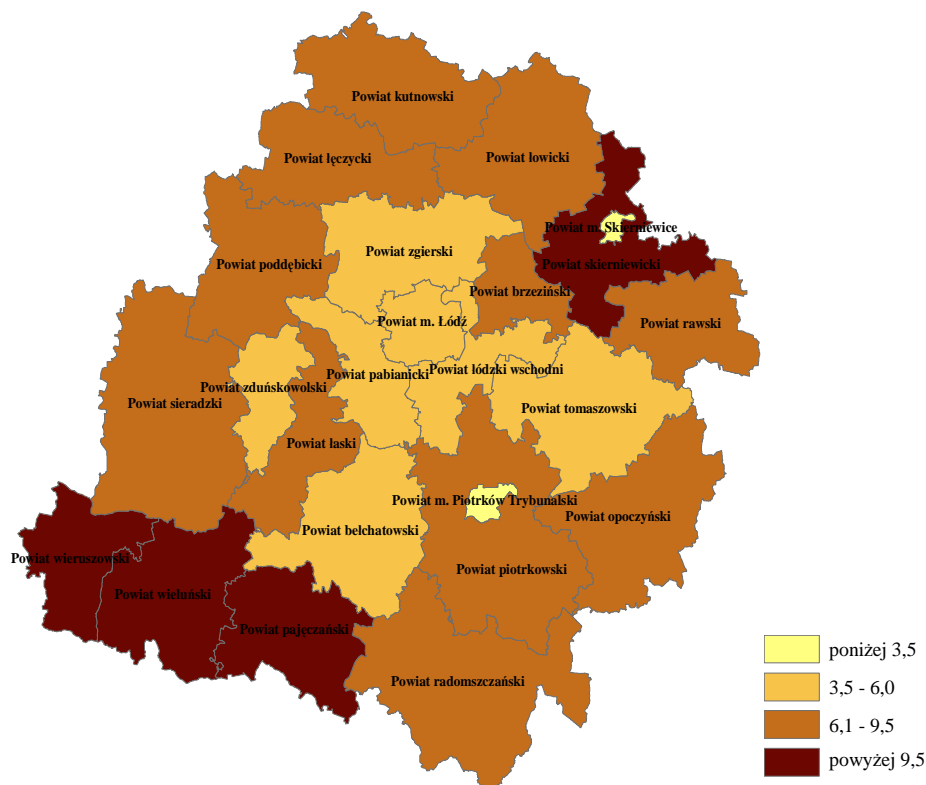 Powiat kutnowski
Powiat łęczycki
Powiat łowicki
Powiat m. Skierniewice
Powiat zgierski
Powiat poddębicki
Powiat skierniewicki
Powiat brzeziński
Powiat m. Łódź
Powiat rawski
Powiat łódzki wschodni
Powiat pabianicki
Powiat zduńskowolski
Powiat sieradzki
Powiat tomaszowski
Powiat łaski
Powiat m. Piotrków Trybunalski
Powiat opoczyński
Powiat bełchatowski
Powiat wieruszowski
Powiat piotrkowski
Powiat wieluński
Powiat pajęczański
Powiat radomszczański
poniżej 3,5
3,5 - 6,0
6,1 - 9,5
powyżej 9,5